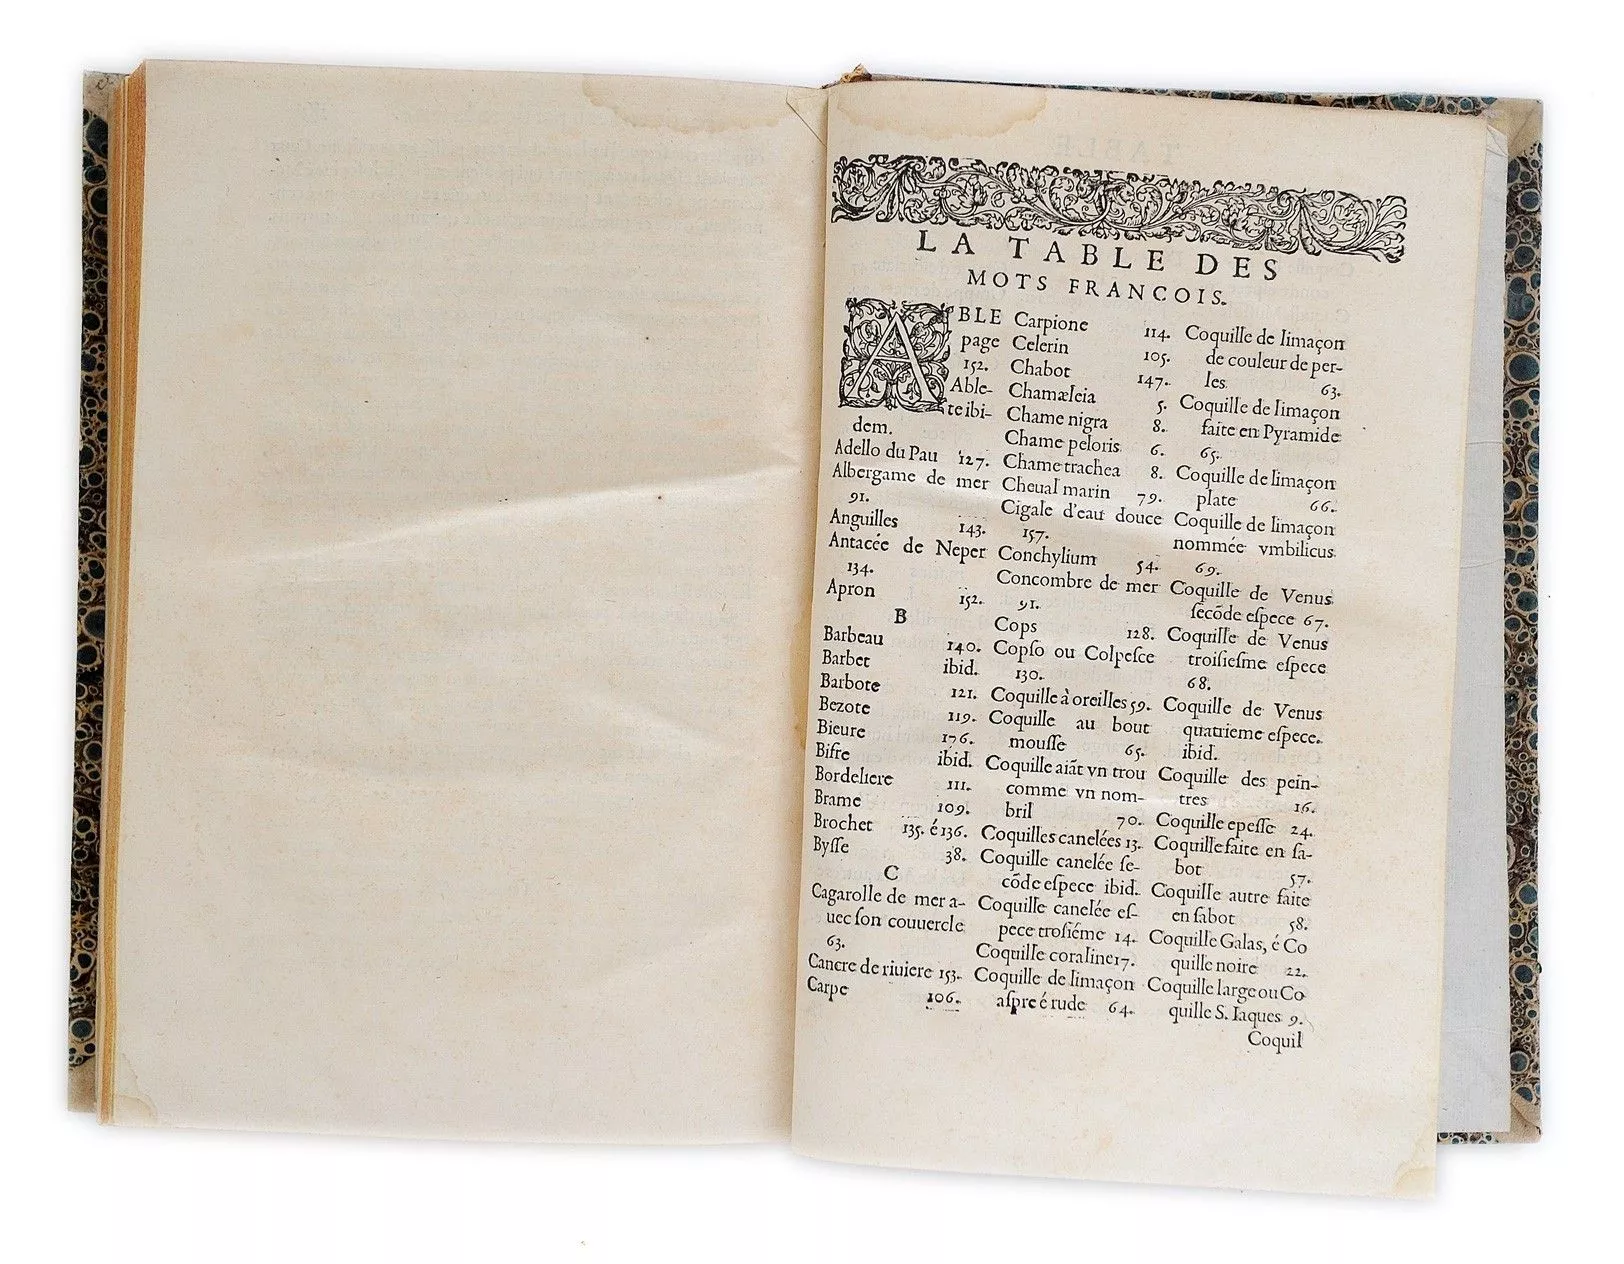 LA TABLE DES
MOTS FRANCOIS.
ABLE
page
152.
Able-
te ibi-
dem.
Adello du Pau 127.
Albergame de mer
91.
Anguilles 143.
Antacée de Neper
134.
Apron 152.
B
Barbeau 140.
Barbet ibid.
Barbote 121.
Bezote 119.
Bieure 176.
Bifre ibid.
Bordeliere 111.
Brame 109.
Brochet 135. é 136.
Bysse 38.
C
Cagarolle de mer a-
uec son couuercle
63.
Cancre de riuiere 153.
Carpe 106.
Carpione 114.
Celerin 105.
Chabot 147.
Chamæleia 5.
Chame nigra 8.
Chame peloris 6.
Chame trachea 8.
Cheual marin 79.
Cigale d'eau douce
157.
Conchylium 54.
Concombre de mer
91.
Cops 128.
Copso ou Colpesce
130.
Coquille à oreilles 59.
Coquille au bout
mousse 65.
Coquille aiãt vn trou
comme vn nom-
bril 70.
Coquilles canelées 13.
Coquille canelée se-
cõde espece ibid.
Coquille canelée es-
pece trosiéme 14.
Coquille coraline 17.
Coquille de limaçon
aspre é rude 64.
Coquille de limaçon
de couleur de per-
les. 63.
Coquille de limaçon
faite en Pyramide
65.
Coquille de limaçon
plate 66.
Coquille de limaçon
nommée vmbilicus
69.
Coquille de Venus
secõde espece 67.
Coquille de Venus
troisiesme espece
68.
Coquille de Venus
quatrieme espece.
ibid.
Coquille des pein-
tres 16.
Coquille epesse 24.
Coquille faite en sa-
bot 57.
Coquille autre faite
en sabot 58.
Coquille Galas, é Co
quille noire 22.
Coquille large ou Co
quille S. Iaques 9.
Coquil